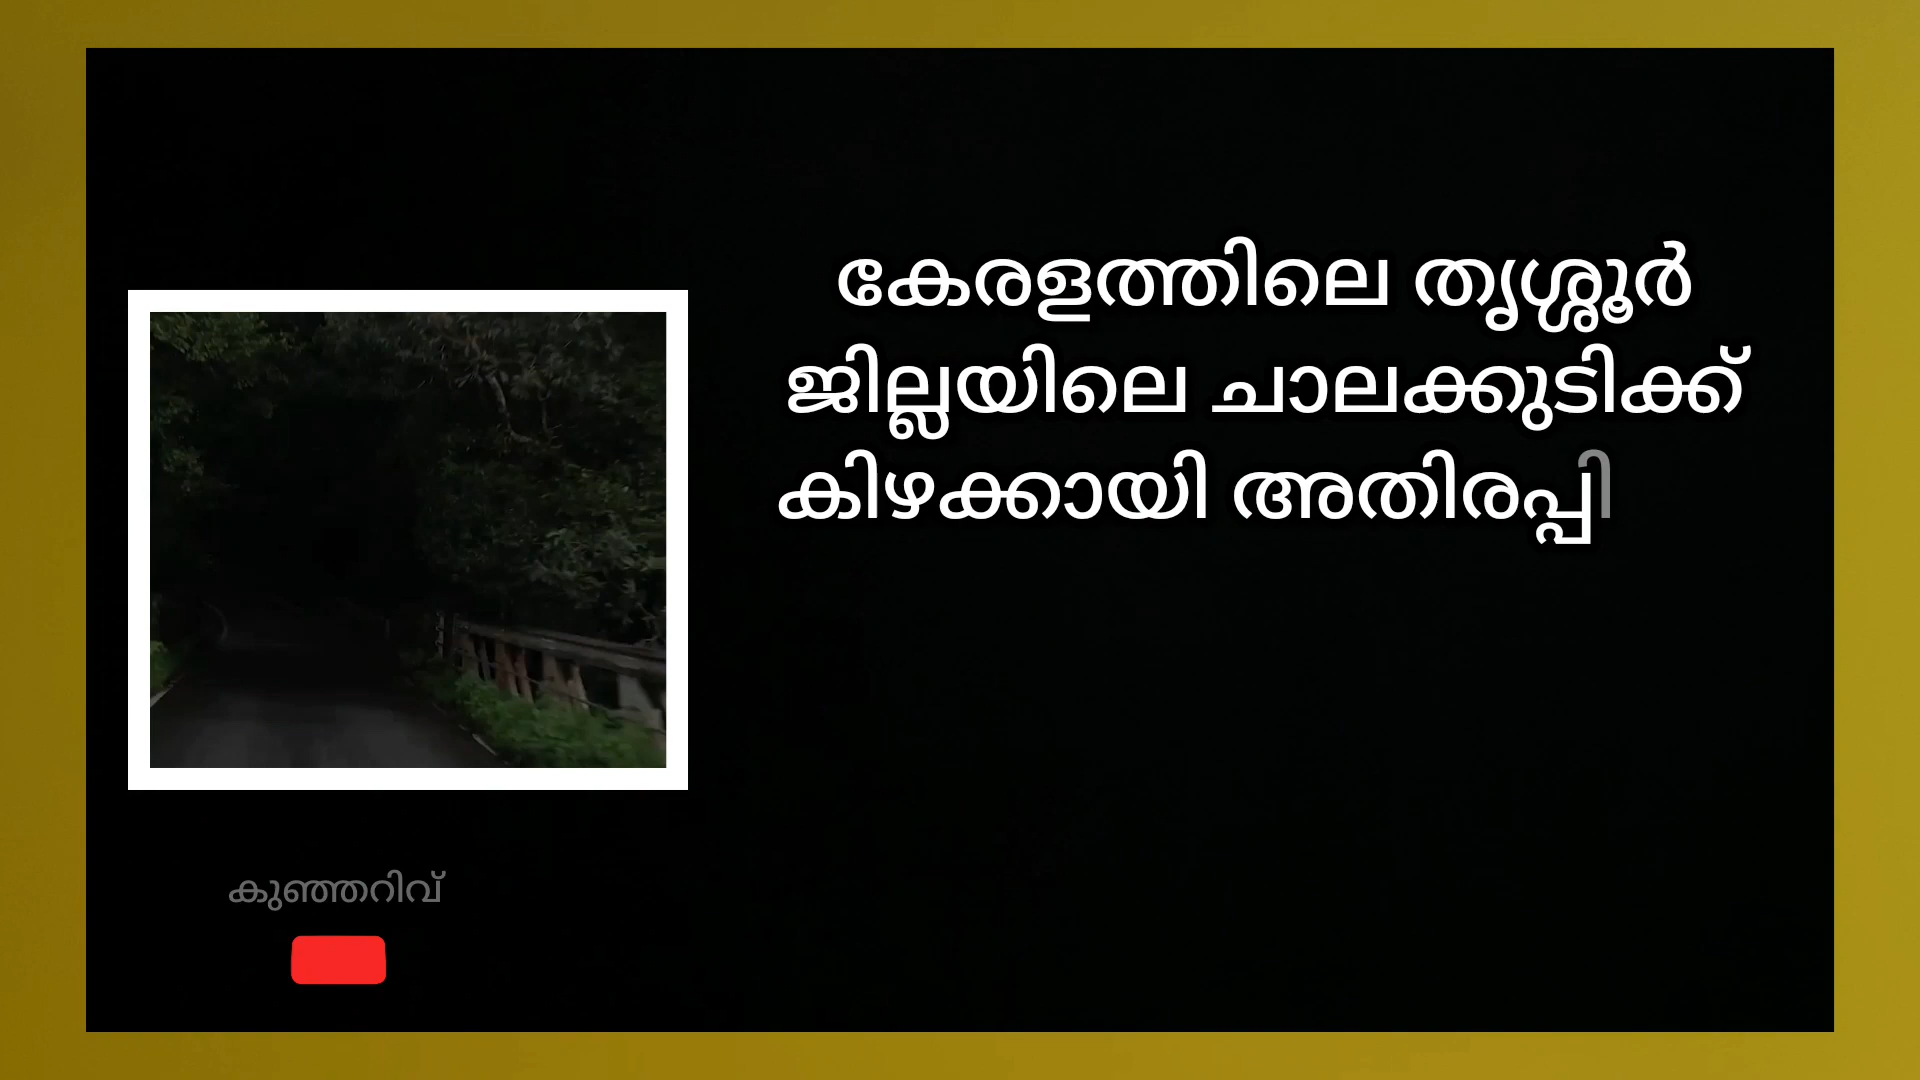 കേരളത്തിലെ തൃശ്ശൂർ
ജില്ലയിലെ ചാലക്കുടിക്ക്
കിഴക്കായി അതിരപ്പി
കുഞ്ഞറിവ്